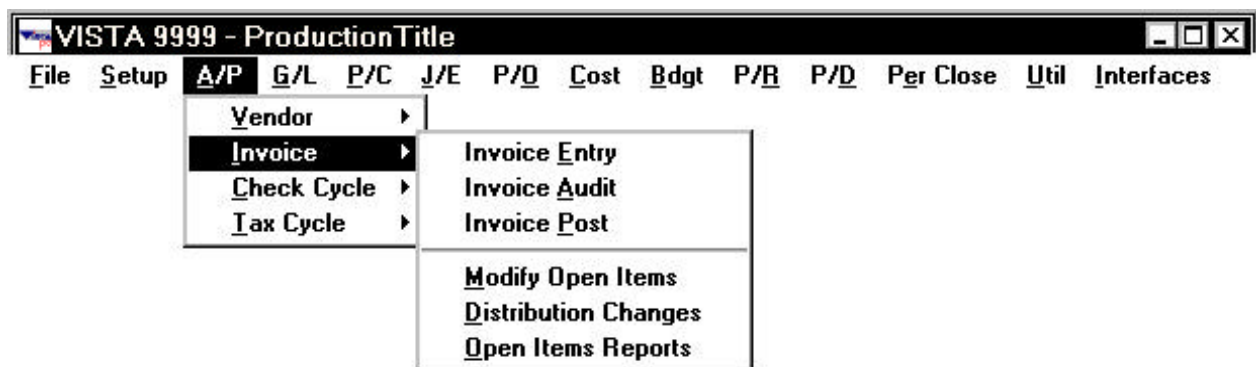 VISTA 9999 - ProductionTitle
File Setup A/P G/L P/C J/E P/O Cost Bdgt P/R P/D Per Close Util Interfaces
Vendor
Invoice
Check Cycle
Tax Cycle
Invoice Entry
Invoice Audit
Invoice Post
Modify Open Items
Distribution Changes
Open Items Reports